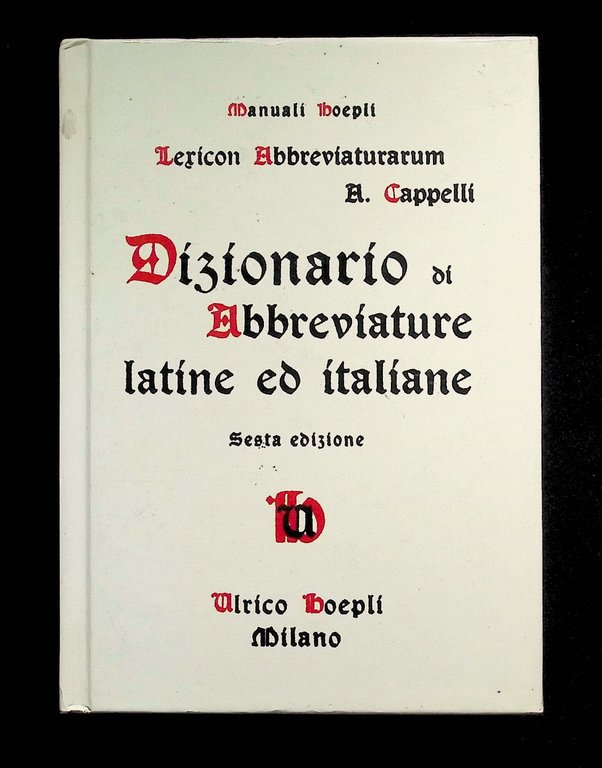 Manuali Hoepli
Lexicon Abbreviaturarum
A. Cappelli
Dizionario di
Abbreviature
latine ed italiane
Sesta edizione
UH
Ulrico Hoepli
Milano